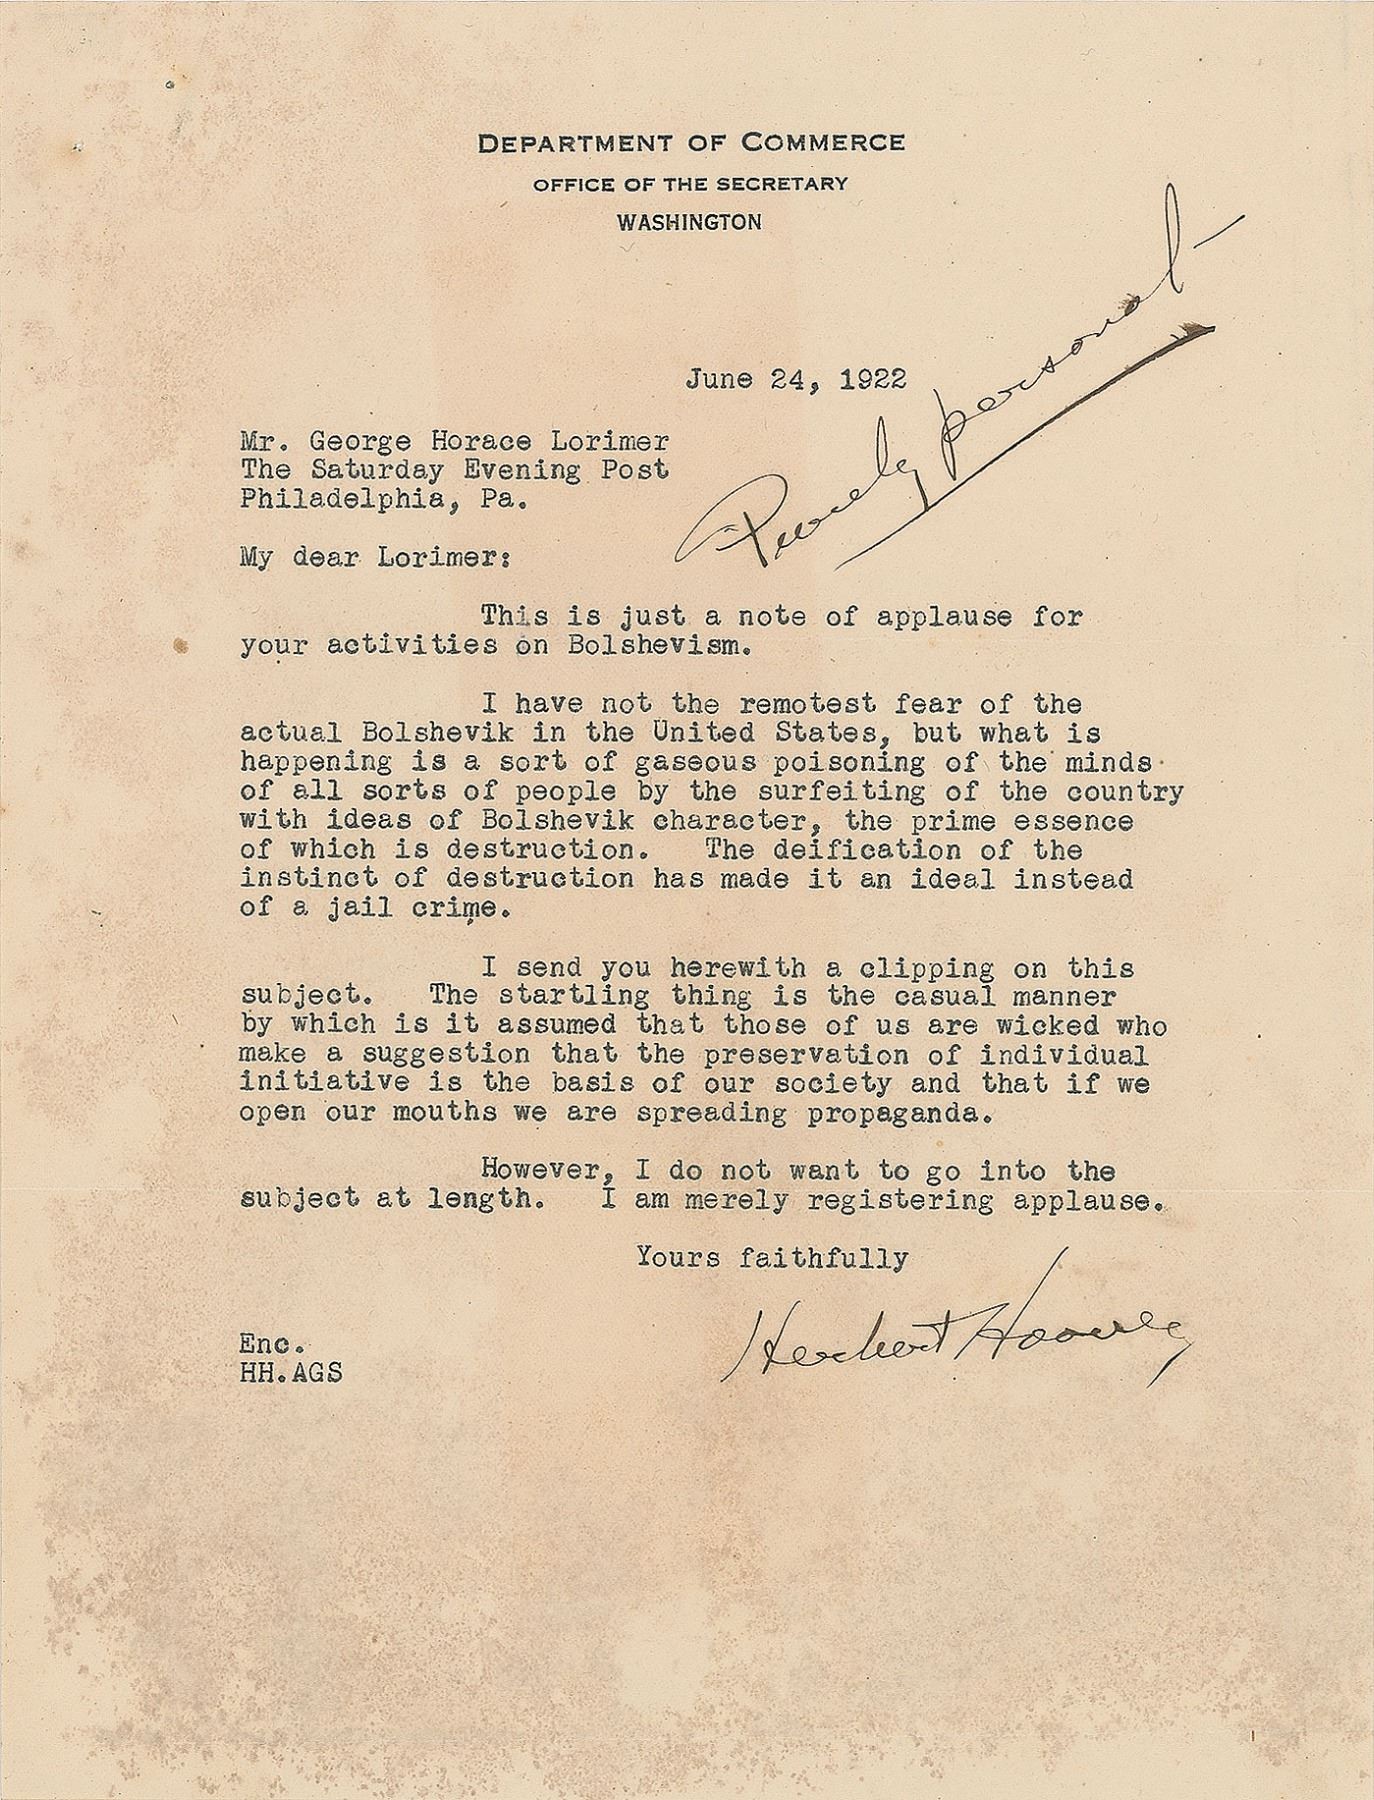 DEPARTMENT OF COMMERCE
OFFICE OF THE SECRETARY
WASHINGTON
June 24, 1922
Purely personal
Mr. George Horace Lorimer
The Saturday Evening Post
Philadelphia, Pa.
My dear Lorimer:
This is just a note of applause for
your activities on Bolshevism.
I have not the remotest fear of the
actual Bolshevik in the United States, but what is
happening is a sort of gaseous poisoning of the minds
of all sorts of people by the surfeiting of the country
with ideas of Bolshevik character, the prime essence
of which is destruction. The deification of the
instinct of destruction has made it an ideal instead
of a jail crime.
I send you herewith a clipping on this
subject. The startling thing is the casual manner
by which is it assumed that those of us are wicked who
make a suggestion that the preservation of individual
initiative is the basis of our society and that if we
open our mouths we are spreading propaganda.
However, I do not want to go into the
subject at length. I am merely registering applause.
Yours faithfully
Herbert Hoover
Enc.
HH.AGS